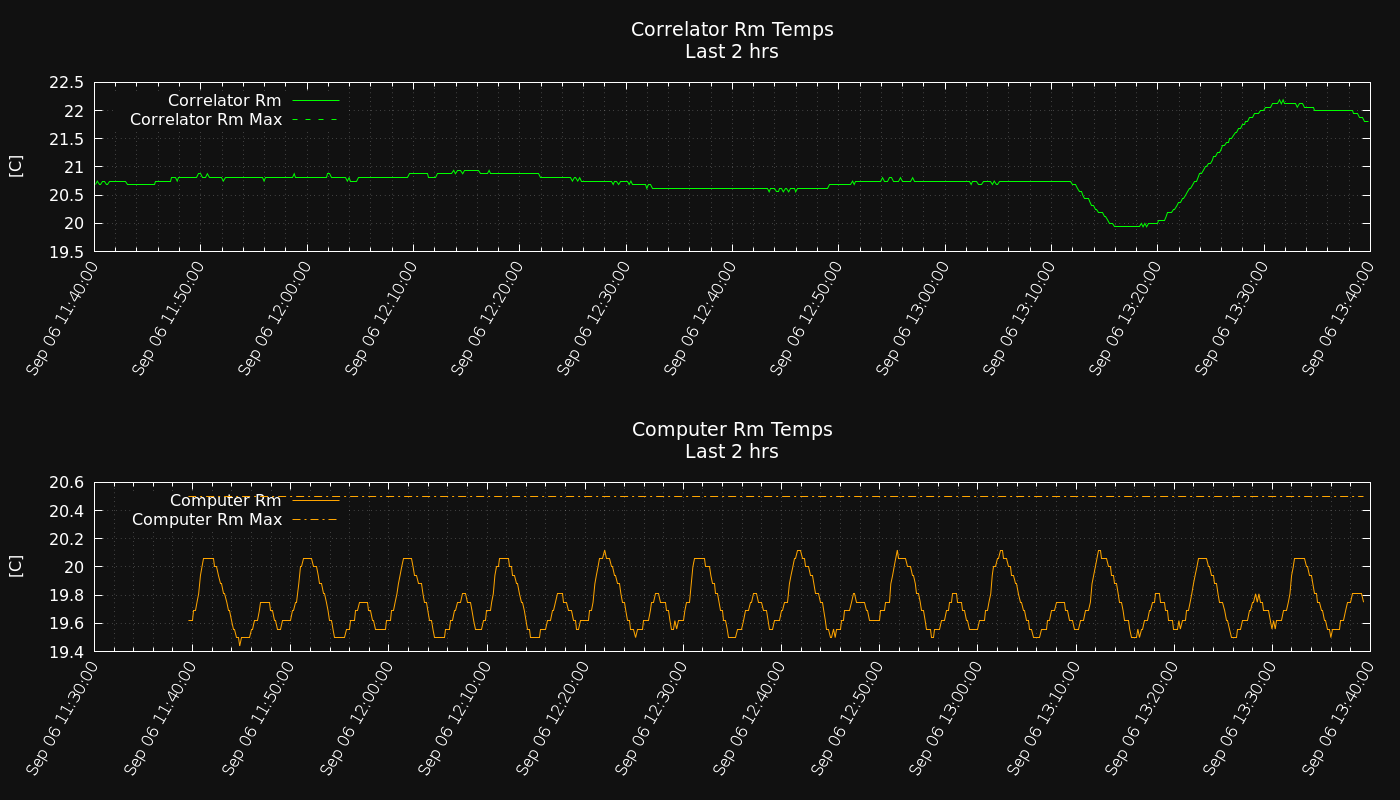 Correlator Rm Temps
Last 2 hrs
22.5
22
21.5
21
20.5
20
19.5
[C]
Correlator Rm
Correlator Rm Max
Sep 06 11:40:00
Sep 06 11:50:00
Sep 06 12:00:00
Sep 06 12:10:00
Sep 06 12:20:00
Sep 06 12:30:00
Sep 06 12:40:00
Sep 06 12:50:00
Sep 06 13:00:00
Sep 06 13:10:00
Sep 06 13:20:00
Sep 06 13:30:00
Sep 06 13:40:00
Computer Rm Temps
Last 2 hrs
20.6
20.4
20.2
20
19.8
19.6
19.4
[C]
Computer Rm
Computer Rm Max
Sep 06 11:30:00
Sep 06 11:40:00
Sep 06 11:50:00
Sep 06 12:00:00
Sep 06 12:10:00
Sep 06 12:20:00
Sep 06 12:30:00
Sep 06 12:40:00
Sep 06 12:50:00
Sep 06 13:00:00
Sep 06 13:10:00
Sep 06 13:20:00
Sep 06 13:30:00
Sep 06 13:40:00